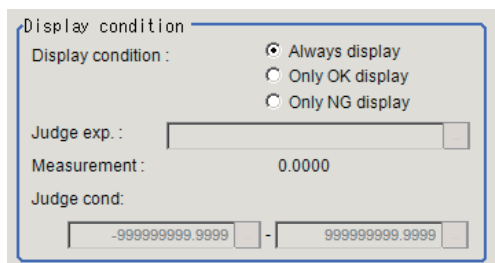 Display condition
Display condition : Always display
Only OK display
Only NG display
Judge exp. : ...
Measurement : 0.0000
Judge cond:
-999999999.9999 ... - 999999999.9999 ...